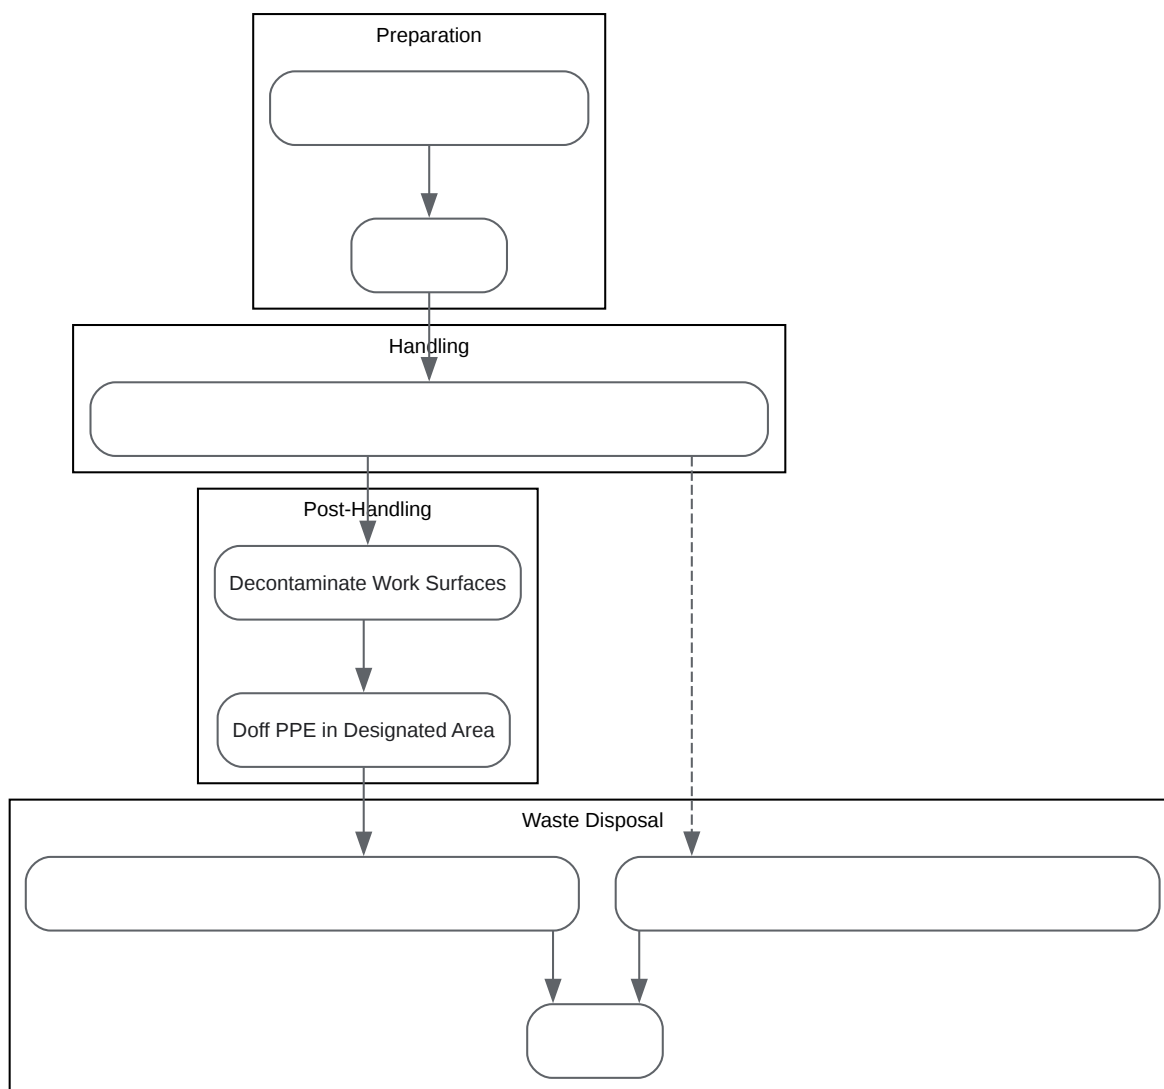 Preparation
Handling
Post-Handling
Decontaminate Work Surfaces
Doff PPE in Designated Area
Waste Disposal